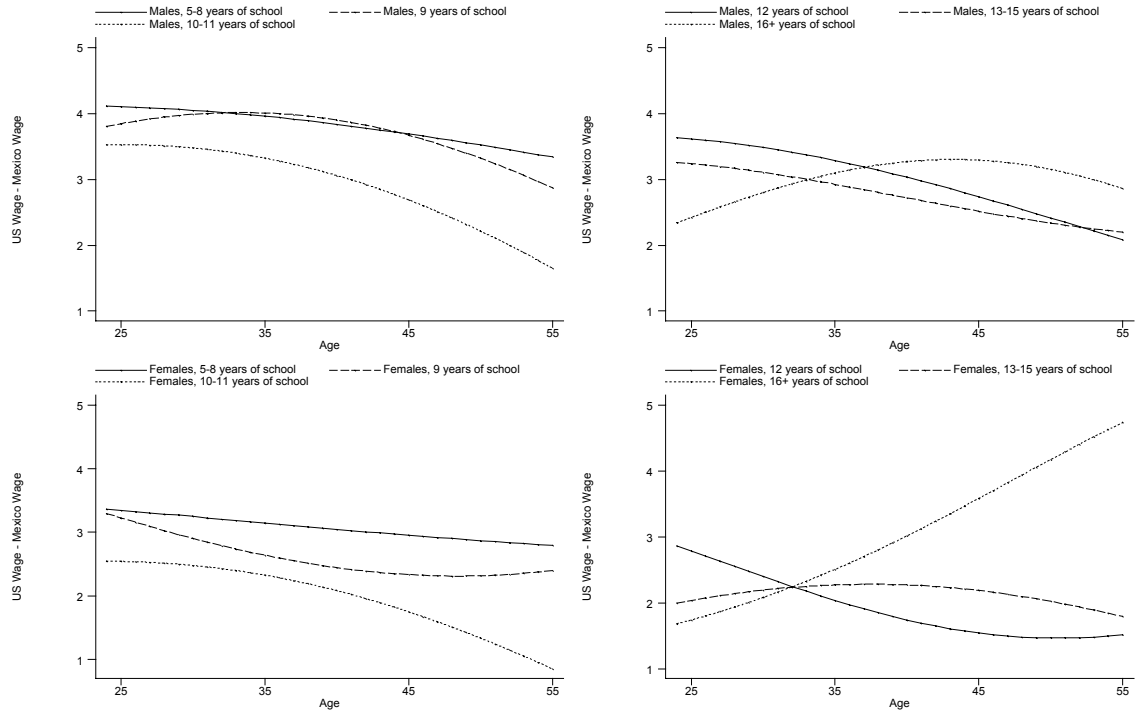 Males, 5-8 years of school Males, 9 years of school
Males, 10-11 years of school
US Wage - Mexico Wage
5
4
3
2
1
25 35 45 55
Age
Males, 12 years of school Males, 13-15 years of school
Males, 16+ years of school
US Wage - Mexico Wage
5
4
3
2
1
25 35 45 55
Age
Females, 5-8 years of school Females, 9 years of school
Females, 10-11 years of school
US Wage - Mexico Wage
5
4
3
2
1
25 35 45 55
Age
Females, 12 years of school Females, 13-15 years of school
Females, 16+ years of school
US Wage - Mexico Wage
5
4
3
2
1
25 35 45 55
Age